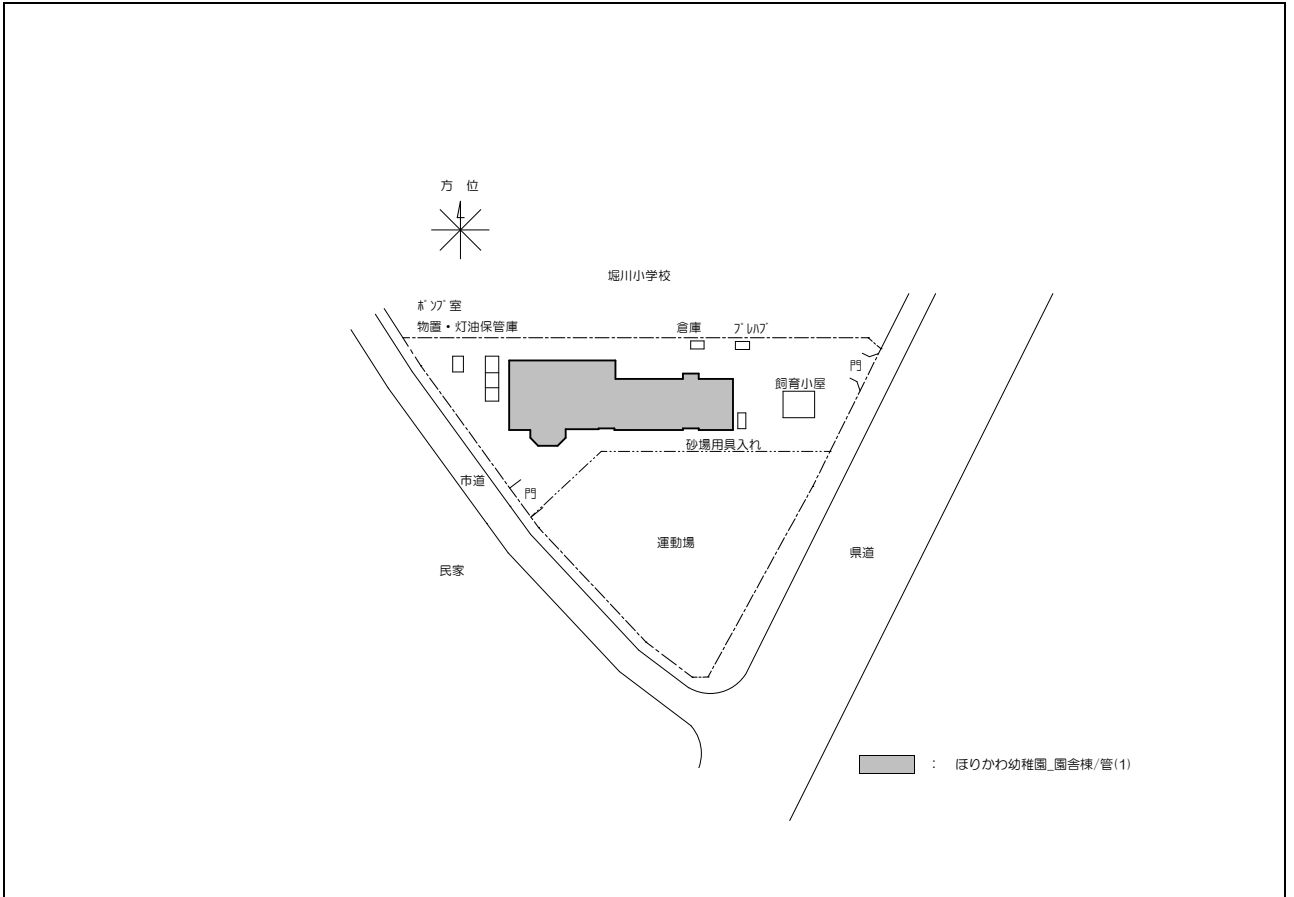 方　位
堀川小学校
ﾎﾟﾝﾌﾟ室
物置・灯油保管庫
倉庫
ﾌﾟﾚﾊﾌﾞ
門
飼育小屋
砂場用具入れ
市道
門
運動場
県道
民家
：　ほりかわ幼稚園_園舎棟/管(1)